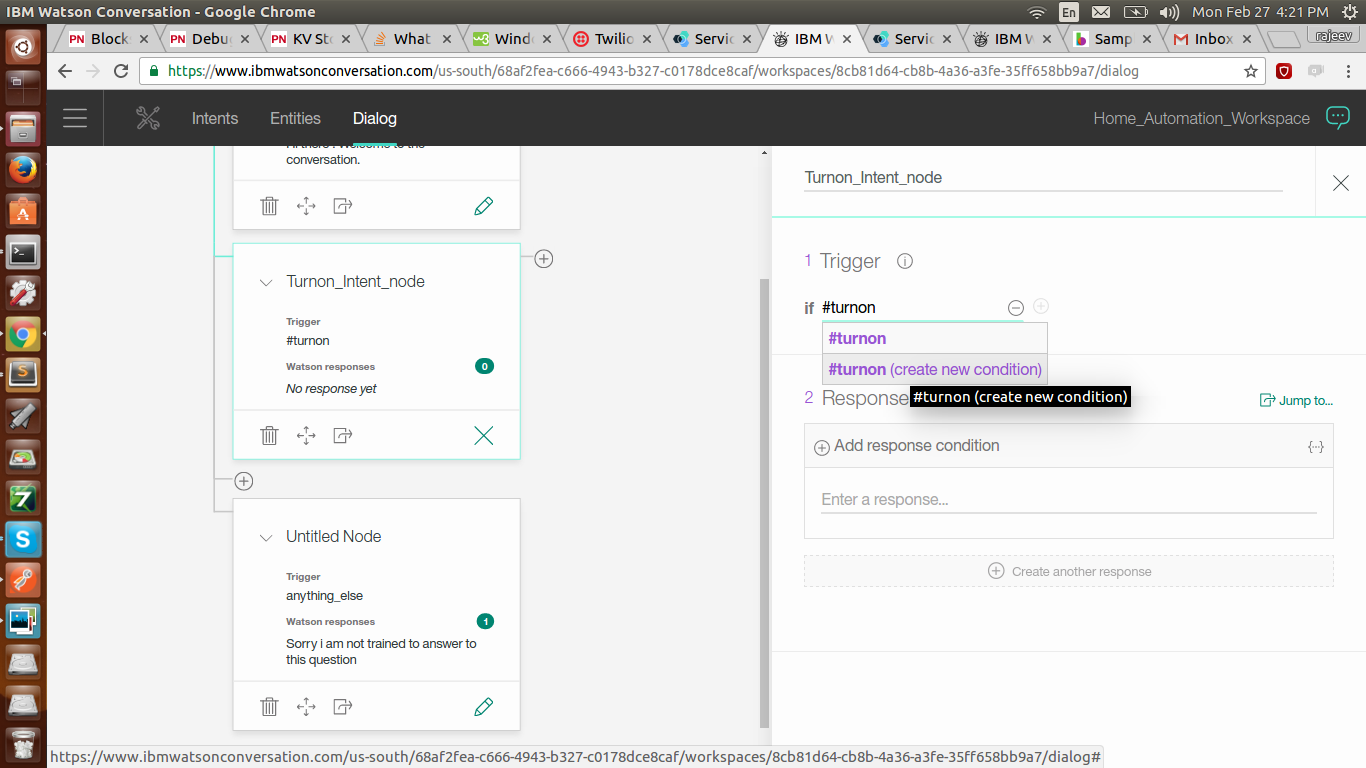 IBM Watson Conversation - Google Chrome
En
Mon Feb 27 4:21 PM
PN Blocks
PN Debug
PN KV Sto
What
Wind
Twilio
Servic
IBM W
Servic
IBM W
b Samp
Inbox
rajeev
https://www.ibmwatsonconversation.com/us-south/68af2fea-c666-4943-b327-c0178dce8caf/workspaces/8cb81d64-cb8b-4a36-a3fe-35ff658bb9a7/dialog
Intents
Entities
Dialog
Home_Automation_Workspace
Hi there! Welcome to the
conversation.
Turnon_Intent_node
Trigger
#turnon
Watson responses
0
No response yet
Untitled Node
Trigger
anything_else
Watson responses
1
Sorry i am not trained to answer to
this question
Turnon_Intent_node
1 Trigger
if #turnon
#turnon
#turnon (create new condition)
#turnon (create new condition)
2 Response
Jump to...
Add response condition
{...}
Enter a response...
Create another response
https://www.ibmwatsonconversation.com/us-south/68af2fea-c666-4943-b327-c0178dce8caf/workspaces/8cb81d64-cb8b-4a36-a3fe-35ff658bb9a7/dialog#